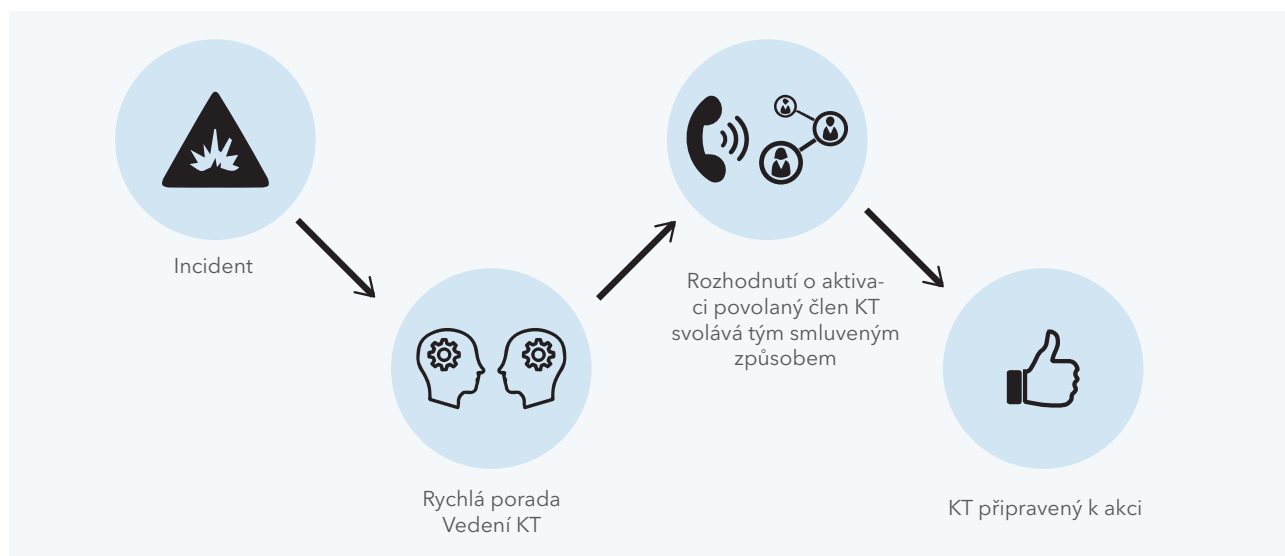 Incident
Rychlá porada
Vedení KT
Rozhodnutí o aktiva-
ci povolaný člen KT
svolává tým smluveným
způsobem
KT připravený k akci